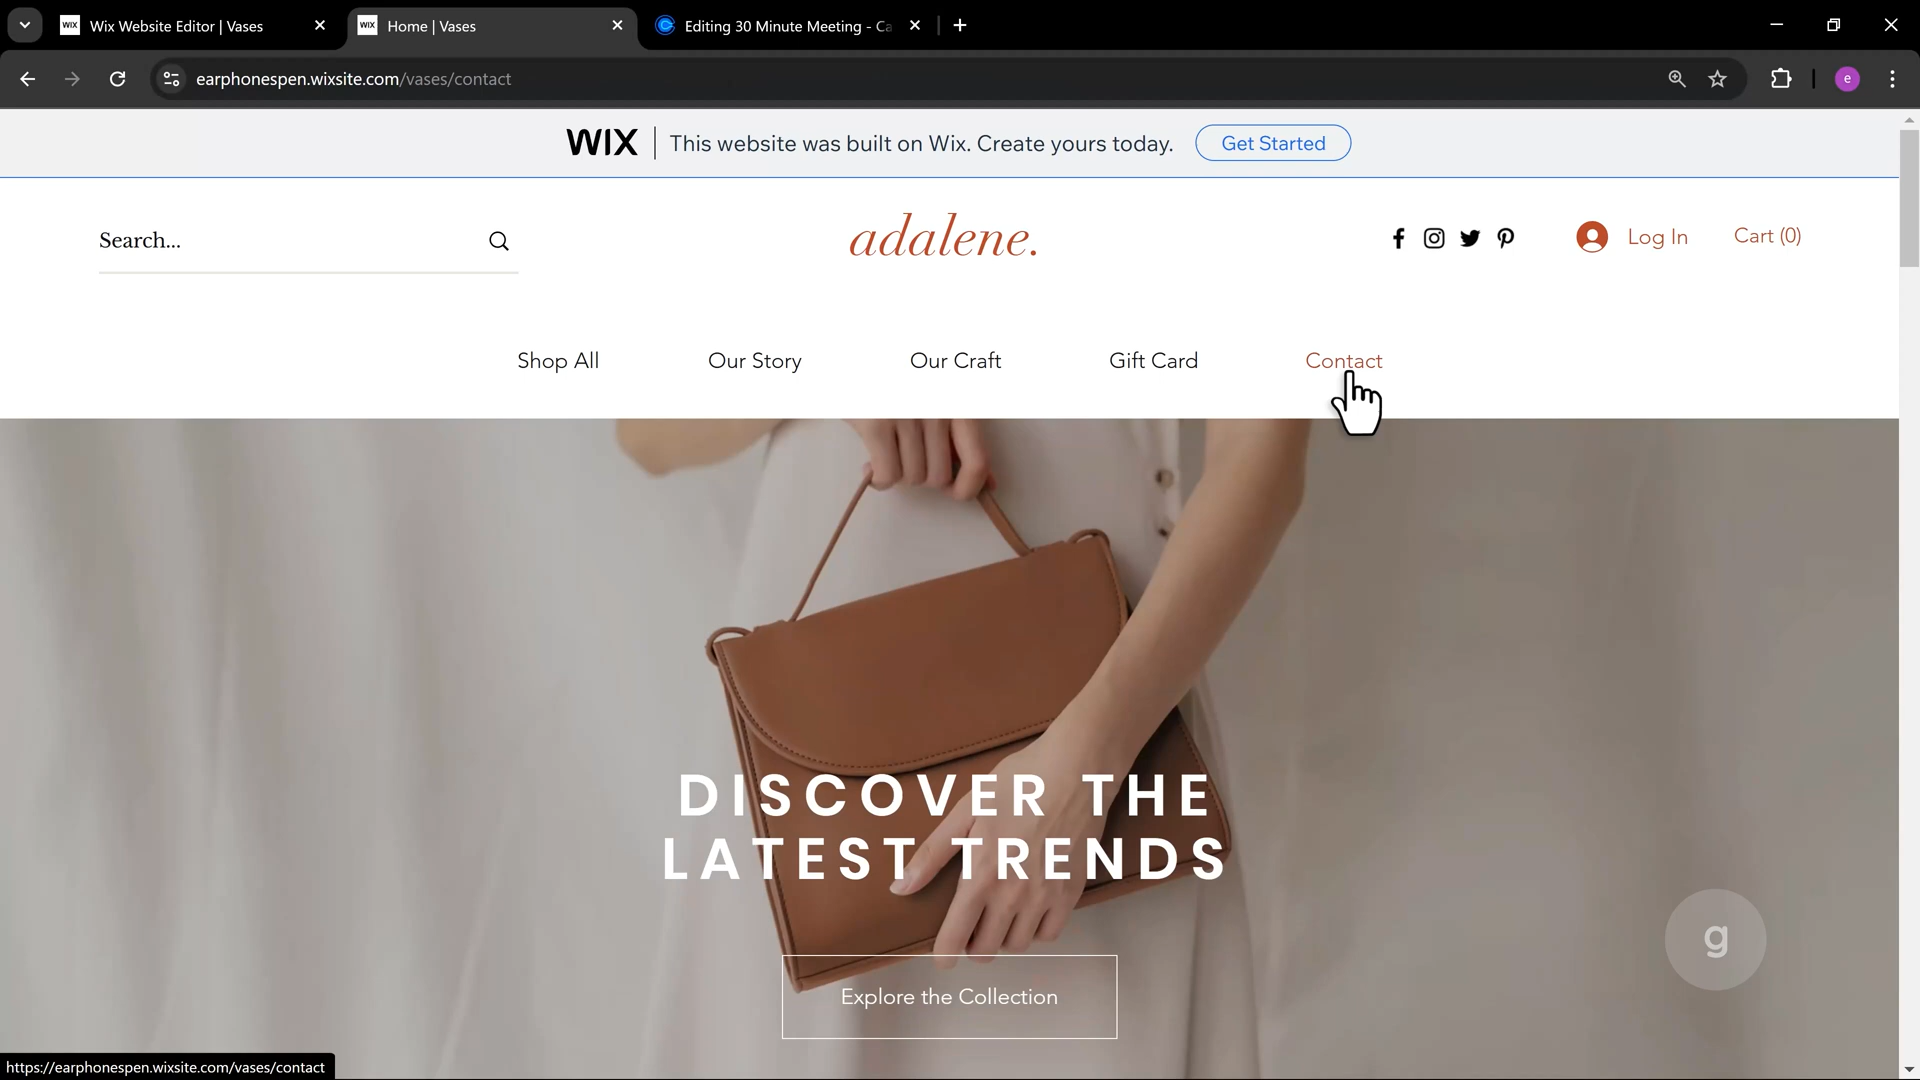 WIX Wix Website Editor | Vases
WIX Home | Vases
Editing 30 Minute Meeting - Ca
earphonespen.wixsite.com/vases/contact
e
WIX | This website was built on Wix. Create yours today. Get Started
Search...
adalene.
Log In
Cart (0)
Shop All
Our Story
Our Craft
Gift Card
Contact
DISCOVER THE
LATEST TRENDS
Explore the Collection
g
https://earphonespen.wixsite.com/vases/contact